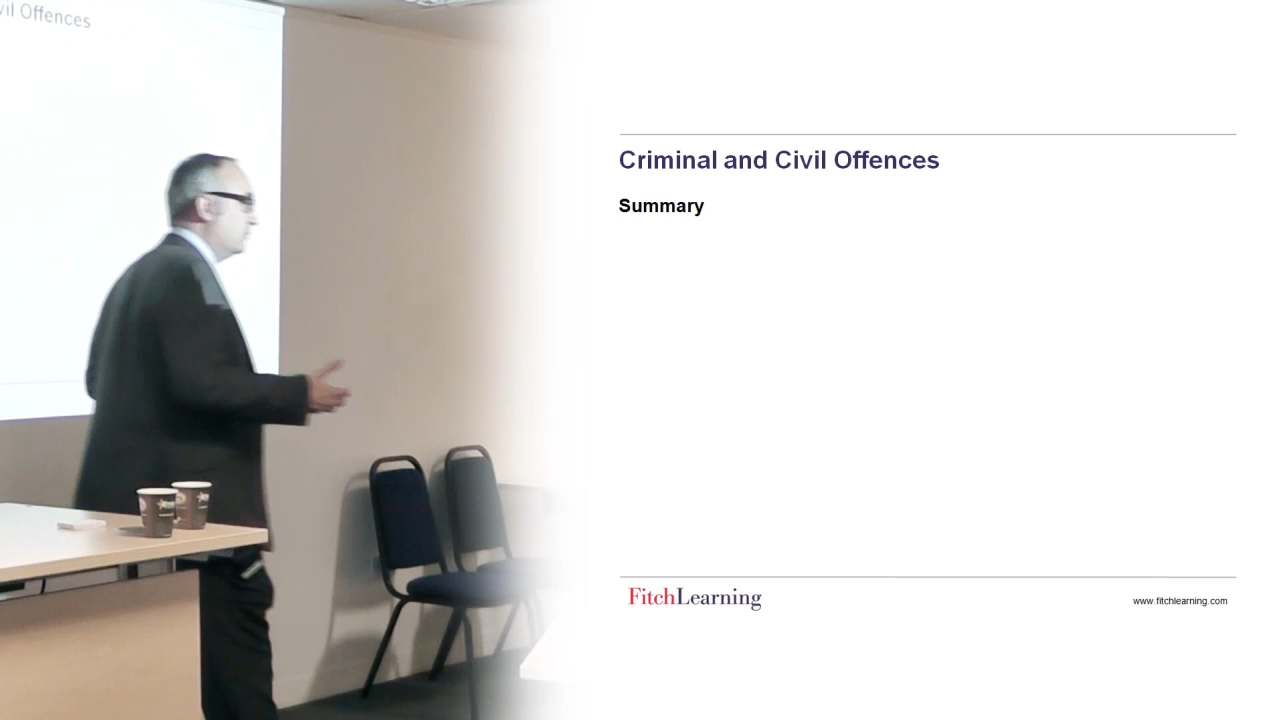 vil Offences
Criminal and Civil Offences
Summary
FitchLearning
www.fitchlearning.com